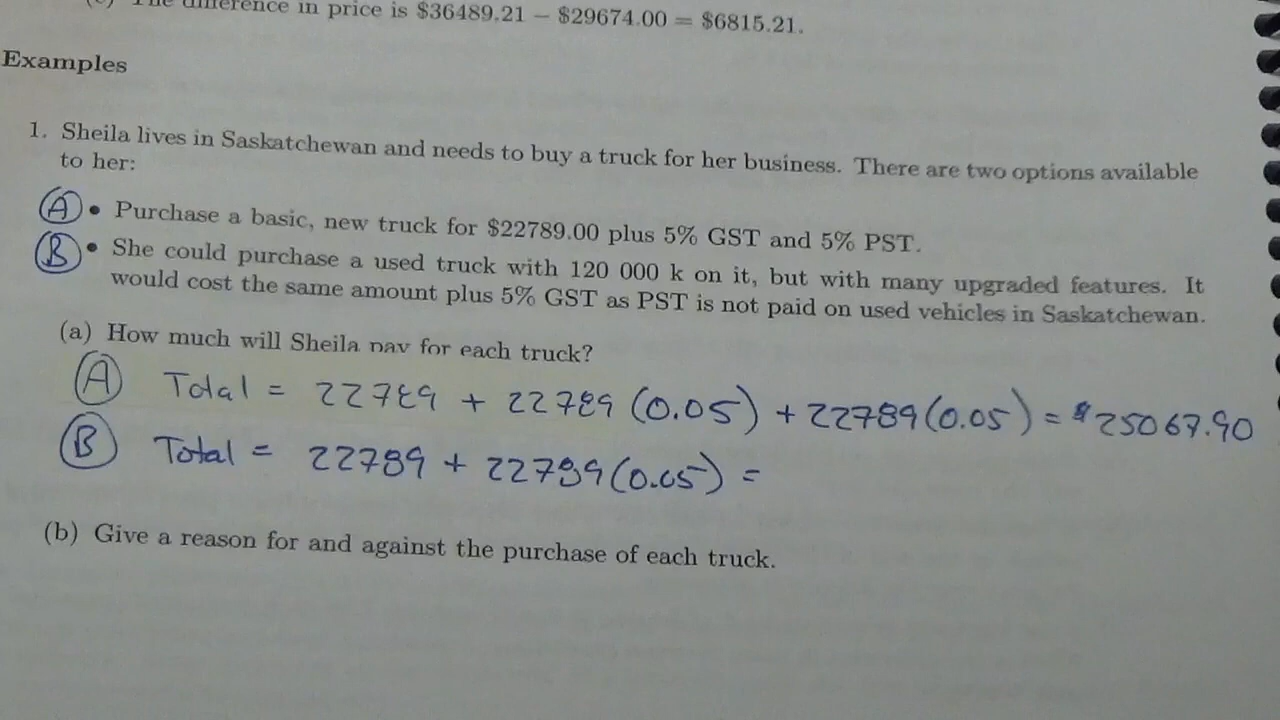 difference in price is $36489.21 − $29674.00 = $6815.21.
Examples
1. Sheila lives in Saskatchewan and needs to buy a truck for her business. There are two options available
to her:
Ⓐ • Purchase a basic, new truck for $22789.00 plus 5% GST and 5% PST.
Ⓑ • She could purchase a used truck with 120 000 k on it, but with many upgraded features. It
would cost the same amount plus 5% GST as PST is not paid on used vehicles in Saskatchewan.
(a) How much will Sheila pay for each truck?
Ⓐ Total = 22789 + 22789 (0.05) + 22789 (0.05) = $25067.90
Ⓑ Total = 22789 + 22789 (0.05) =
(b) Give a reason for and against the purchase of each truck.